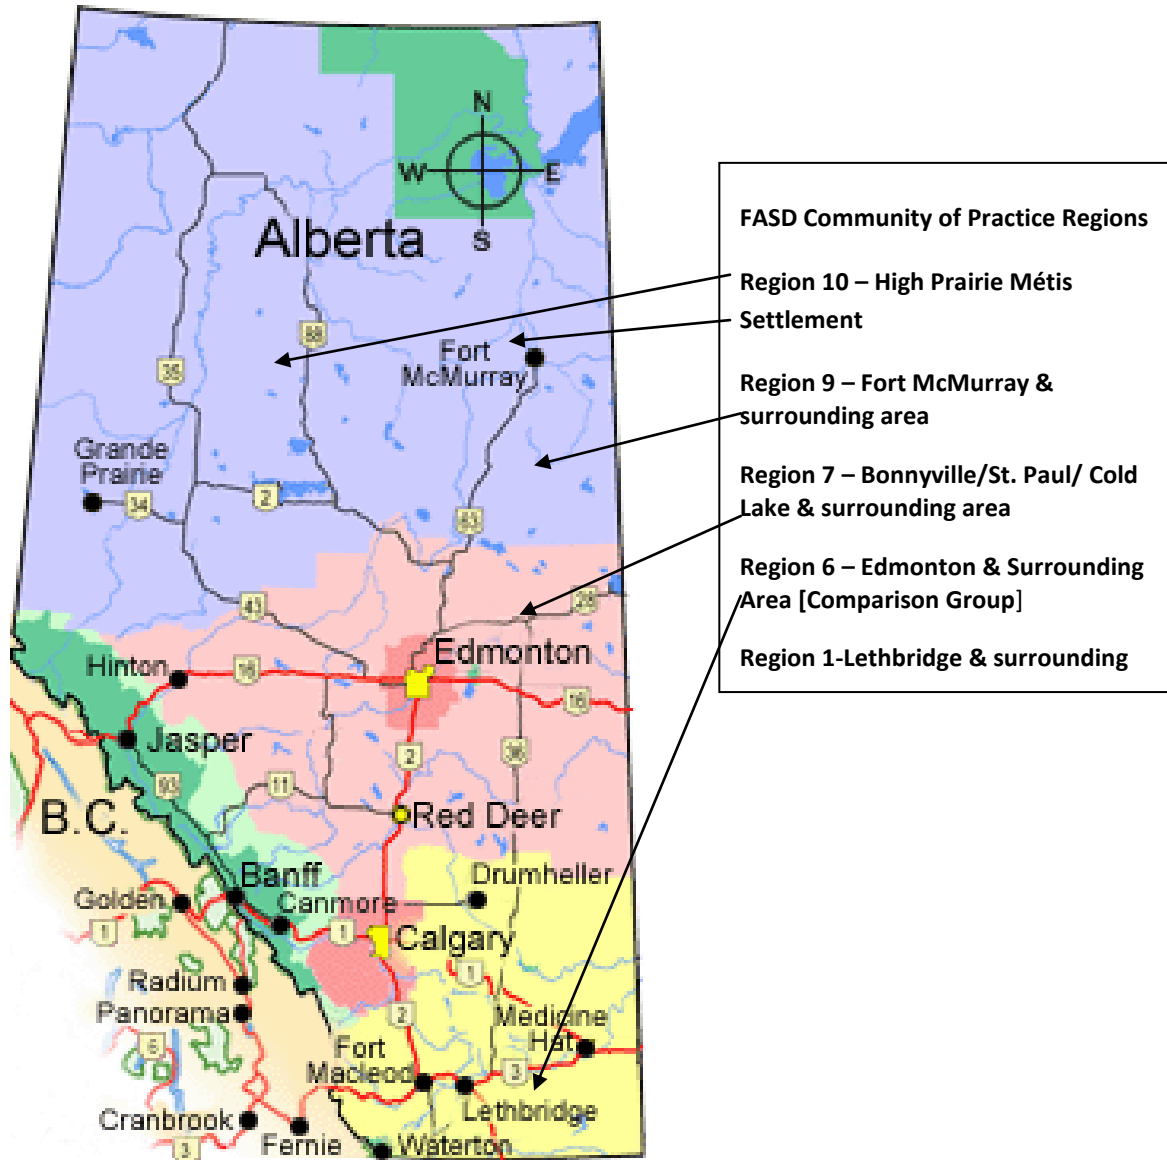 N
W
E
S
Alberta
88
Fort
McMurray
35
Grande
Prairie
34
2
63
43
28
Edmonton
Hinton
16
16
Jasper
2
36
93
11
B.C.
Red Deer
Banff
Drumheller
Golden
Canmore
1
1
Calgary
1
Radium
Panorama
2
Medicine
Hat
6
Fort
Macleod
3
Lethbridge
Cranbrook
Fernie
3
Waterton
FASD Community of Practice Regions
Region 10 – High Prairie Métis
Settlement
Region 9 – Fort McMurray &
surrounding area
Region 7 – Bonnyville/St. Paul/ Cold
Lake & surrounding area
Region 6 – Edmonton & Surrounding
Area [Comparison Group]
Region 1-Lethbridge & surrounding